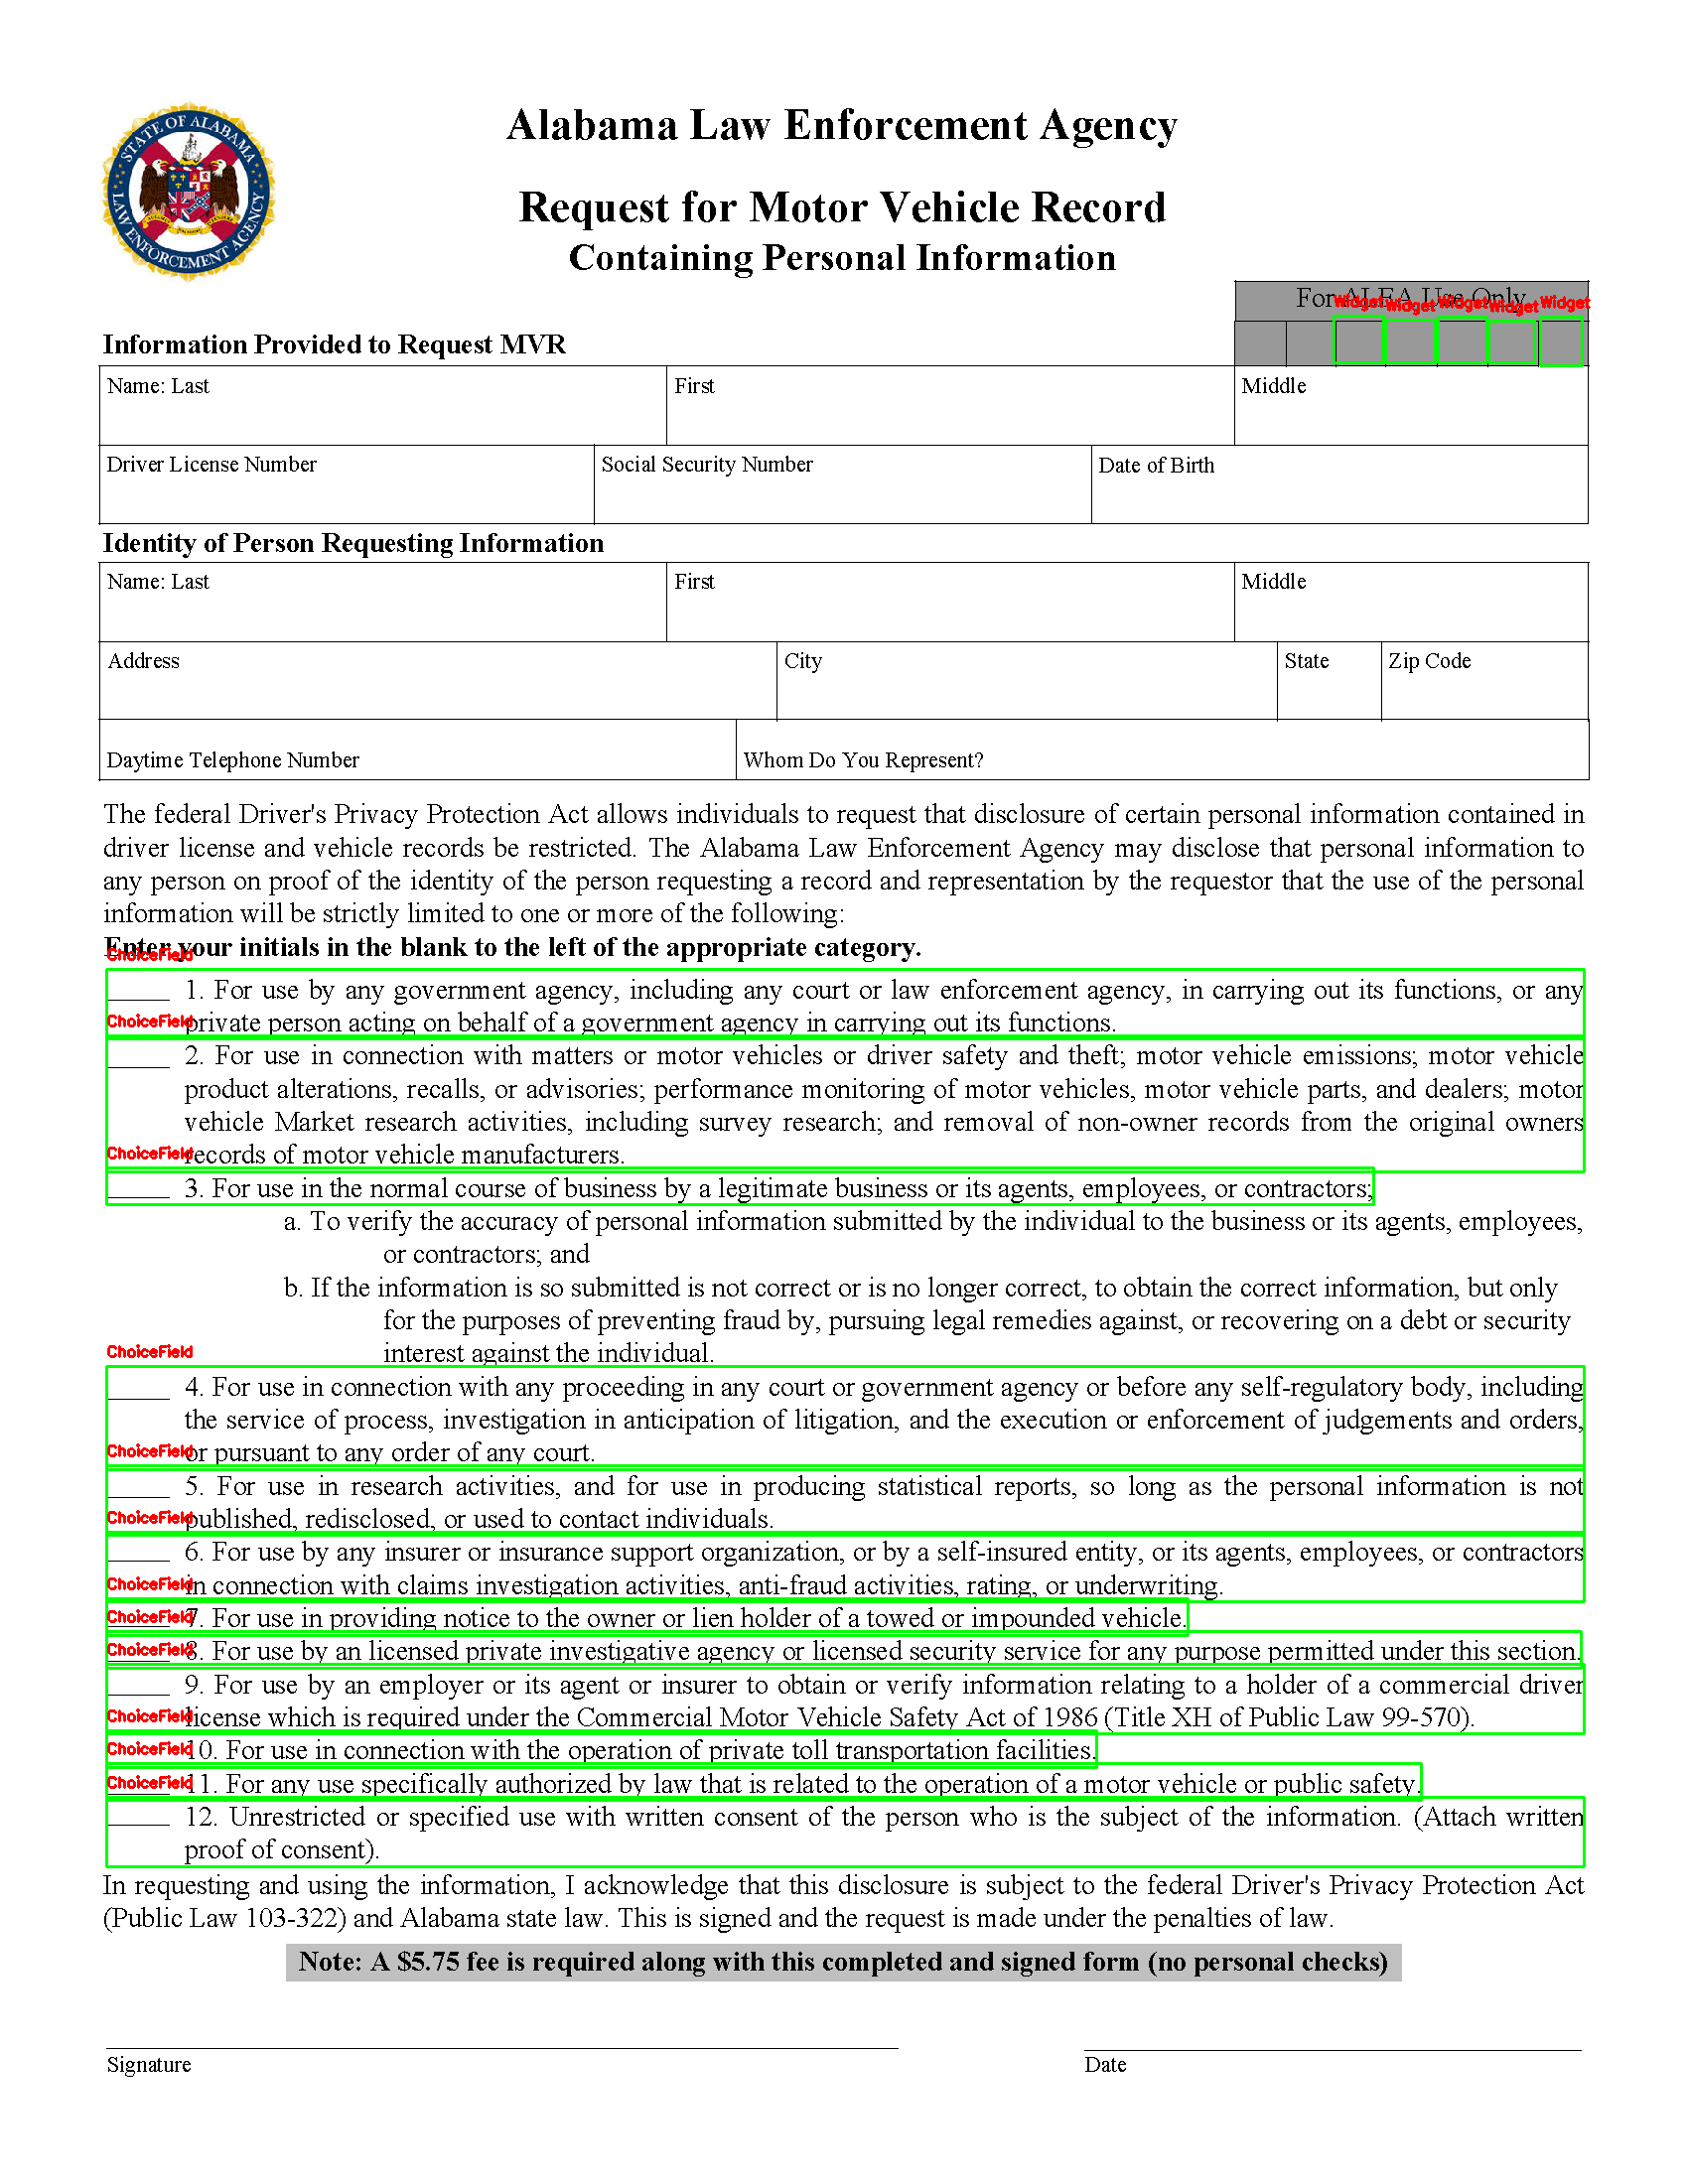 STATE OF ALABAMA
LAW ENFORCEMENT AGENCY
Alabama Law Enforcement Agency
Request for Motor Vehicle Record
Containing Personal Information
For ALEA Use Only
Widget Widget Widget Widget Widget
Information Provided to Request MVR
Name: Last First Middle
Driver License Number Social Security Number Date of Birth
Identity of Person Requesting Information
Name: Last First Middle
Address City State Zip Code
Daytime Telephone Number Whom Do You Represent?
The federal Driver's Privacy Protection Act allows individuals to request that disclosure of certain personal information contained in
driver license and vehicle records be restricted. The Alabama Law Enforcement Agency may disclose that personal information to
any person on proof of the identity of the person requesting a record and representation by the requestor that the use of the personal
information will be strictly limited to one or more of the following:
Enter your initials in the blank to the left of the appropriate category.
ChoiceField
_____ 1. For use by any government agency, including any court or law enforcement agency, in carrying out its functions, or any
ChoiceField private person acting on behalf of a government agency in carrying out its functions.
_____ 2. For use in connection with matters or motor vehicles or driver safety and theft; motor vehicle emissions; motor vehicle
product alterations, recalls, or advisories; performance monitoring of motor vehicles, motor vehicle parts, and dealers; motor
vehicle Market research activities, including survey research; and removal of non-owner records from the original owners
ChoiceField records of motor vehicle manufacturers.
_____ 3. For use in the normal course of business by a legitimate business or its agents, employees, or contractors;
a. To verify the accuracy of personal information submitted by the individual to the business or its agents, employees,
or contractors; and
b. If the information is so submitted is not correct or is no longer correct, to obtain the correct information, but only
for the purposes of preventing fraud by, pursuing legal remedies against, or recovering on a debt or security
ChoiceField interest against the individual.
_____ 4. For use in connection with any proceeding in any court or government agency or before any self-regulatory body, including
the service of process, investigation in anticipation of litigation, and the execution or enforcement of judgements and orders,
ChoiceField or pursuant to any order of any court.
_____ 5. For use in research activities, and for use in producing statistical reports, so long as the personal information is not
ChoiceField published, redisclosed, or used to contact individuals.
_____ 6. For use by any insurer or insurance support organization, or by a self-insured entity, or its agents, employees, or contractors
ChoiceField in connection with claims investigation activities, anti-fraud activities, rating, or underwriting.
ChoiceField 7. For use in providing notice to the owner or lien holder of a towed or impounded vehicle.
ChoiceField 8. For use by an licensed private investigative agency or licensed security service for any purpose permitted under this section.
_____ 9. For use by an employer or its agent or insurer to obtain or verify information relating to a holder of a commercial driver
ChoiceField license which is required under the Commercial Motor Vehicle Safety Act of 1986 (Title XH of Public Law 99-570).
ChoiceField 10. For use in connection with the operation of private toll transportation facilities.
ChoiceField 11. For any use specifically authorized by law that is related to the operation of a motor vehicle or public safety.
_____ 12. Unrestricted or specified use with written consent of the person who is the subject of the information. (Attach written
proof of consent).
In requesting and using the information, I acknowledge that this disclosure is subject to the federal Driver's Privacy Protection Act
(Public Law 103-322) and Alabama state law. This is signed and the request is made under the penalties of law.
Note: A $5.75 fee is required along with this completed and signed form (no personal checks)
Signature Date